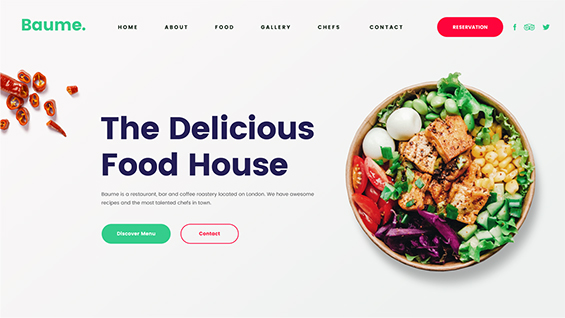 Baume.
HOME ABOUT FOOD GALLERY CHEFS CONTACT RESERVATION
The Delicious
Food House
Baume is a restaurant, bar and coffee roastery located on London. We have awesome
recipes and the most talented chefs in town.
Discover Menu Contact